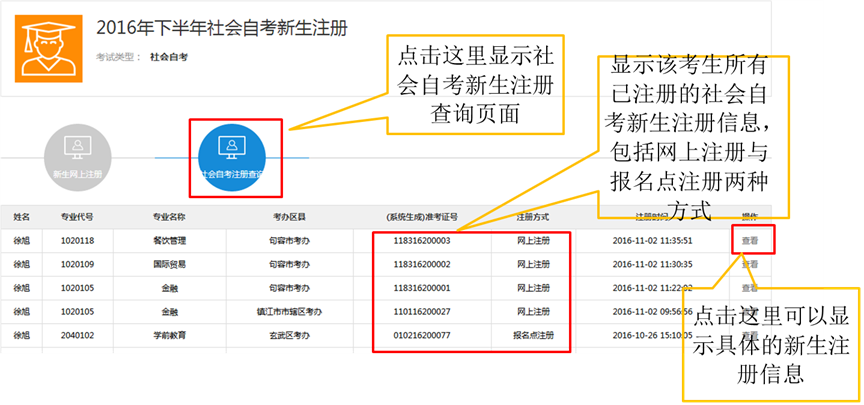 2016年下半年社会自考新生注册
考试类型： 社会自考
点击这里显示社
会自考新生注册
查询页面
显示该考生所有
已注册的社会自
考新生注册信息，
包括网上注册与
报名点注册两种
方式
新生网上注册
社会自考注册查询
姓名 专业代号 专业名称 考办区县 (系统生成)准考证号 注册方式 注册时间 操作
徐旭 1020118 餐饮管理 句容市考办 118316200003 网上注册 2016-11-02 11:35:51 查看
徐旭 1020109 国际贸易 句容市考办 118316200002 网上注册 2016-11-02 11:30:35 查看
徐旭 1020105 金融 句容市考办 118316200001 网上注册 2016-11-02 11:22:02 查看
徐旭 1020105 金融 镇江市市辖区考办 110116200027 网上注册 2016-11-02 09:56:56
徐旭 2040102 学前教育 玄武区考办 010216200077 报名点注册 2016-10-26 15:10:05
点击这里可以显
示具体的新生注
册信息